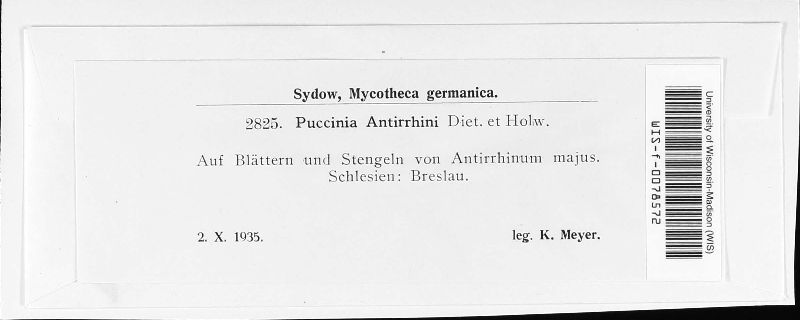 Sydow, Mycotheca germanica.
2825. Puccinia Antirrhini Diet. et Holw.
Auf Blättern und Stengeln von Antirrhinum majus.
Schlesien: Breslau.
2. X. 1935. leg. K. Meyer.
University of Wisconsin-Madison (WIS)
WIS-f-0078572